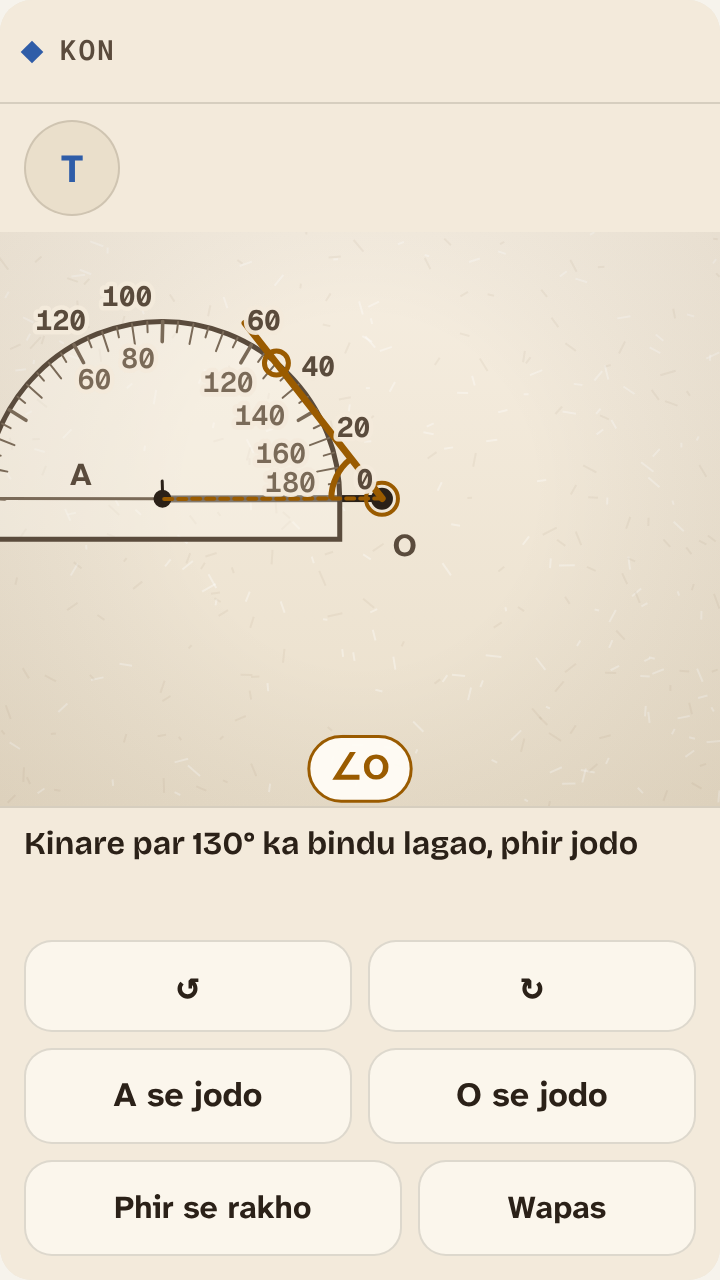 KON
T
100
120
60
80
40
60
120
140
20
160
A
180
0
O
∠O
Kinare par 130° ka bindu lagao, phir jodo
↺
↻
A se jodo
O se jodo
Phir se rakho
Wapas